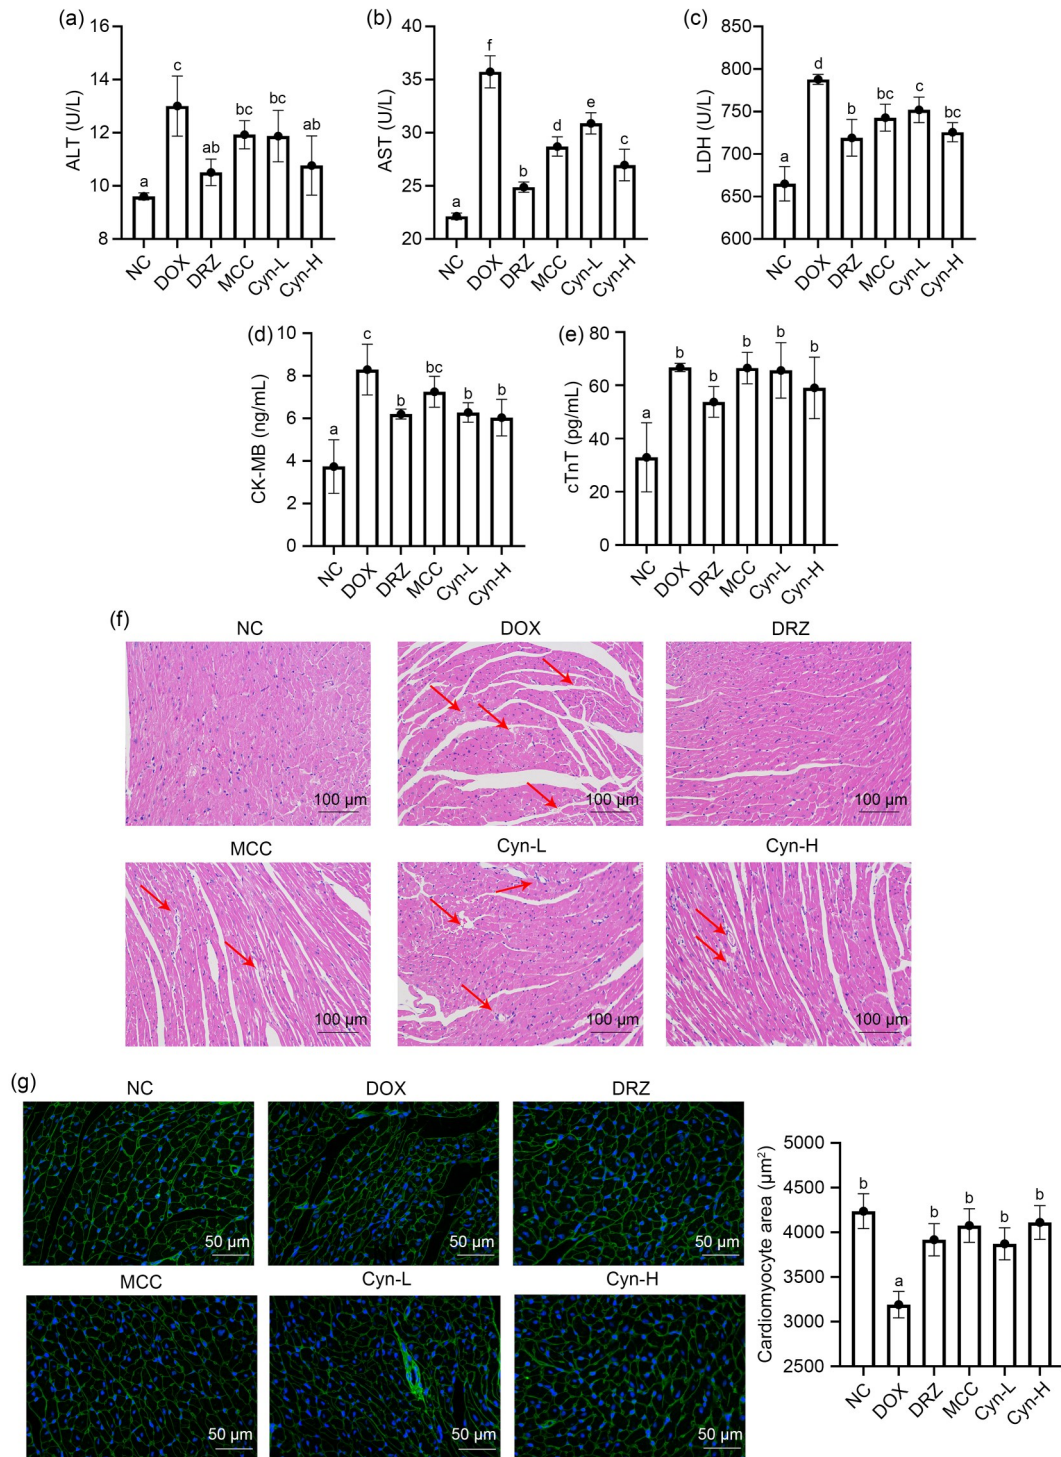 (a)
ALT (U/L)
16
14
12
10
8
a
c
ab
bc
bc
ab
NC
DOX
DRZ
MCC
Cyn-L
Cyn-H
(b)
AST (U/L)
40
35
30
25
20
a
f
b
d
e
c
NC
DOX
DRZ
MCC
Cyn-L
Cyn-H
(c)
LDH (U/L)
850
800
750
700
650
600
a
d
b
bc
c
bc
NC
DOX
DRZ
MCC
Cyn-L
Cyn-H
(d)
CK-MB (ng/mL)
10
8
6
4
2
0
a
c
b
bc
b
b
NC
DOX
DRZ
MCC
Cyn-L
Cyn-H
(e)
cTnT (pg/mL)
80
60
40
20
0
a
b
b
b
b
b
NC
DOX
DRZ
MCC
Cyn-L
Cyn-H
(f)
NC
DOX
DRZ
100 μm
100 μm
100 μm
MCC
Cyn-L
Cyn-H
100 μm
100 μm
100 μm
(g)
NC
DOX
DRZ
50 μm
50 μm
50 μm
MCC
Cyn-L
Cyn-H
50 μm
50 μm
50 μm
Cardiomyocyte area (μm²)
5000
4500
4000
3500
3000
2500
b
a
b
b
b
b
NC
DOX
DRZ
MCC
Cyn-L
Cyn-H